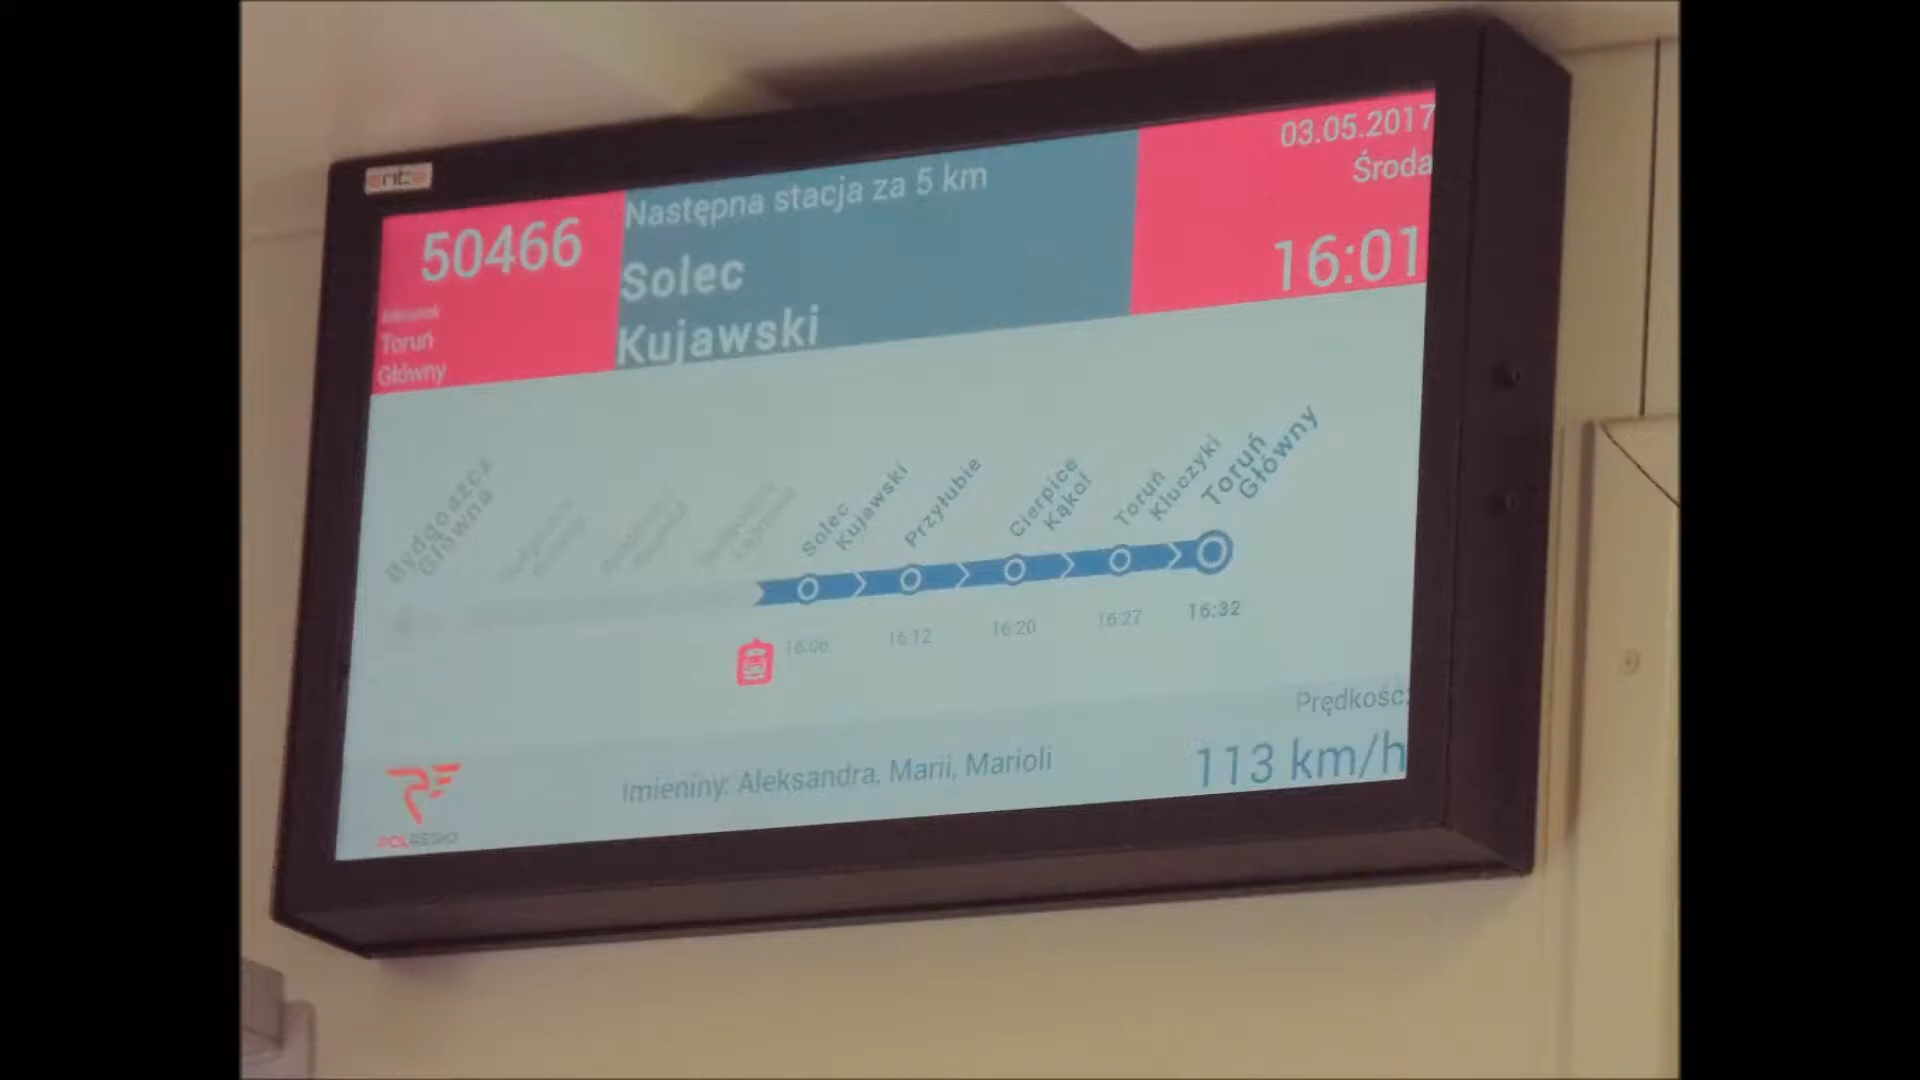 50466
Kierunek
Toruń
Główny
Następna stacja za 5 km
Solec
Kujawski
03.05.2017
Środa
16:01
Bydgoszcz
Główna
Solec
Kujawski
Przyłubie
Cierpice
Kąkol
Toruń
Kluczyki
Toruń
Główny
16:06
16:12
16:20
16:27
16:32
Prędkość:
113 km/h
Imieniny: Aleksandra, Marii, Marioli
POLREGIO